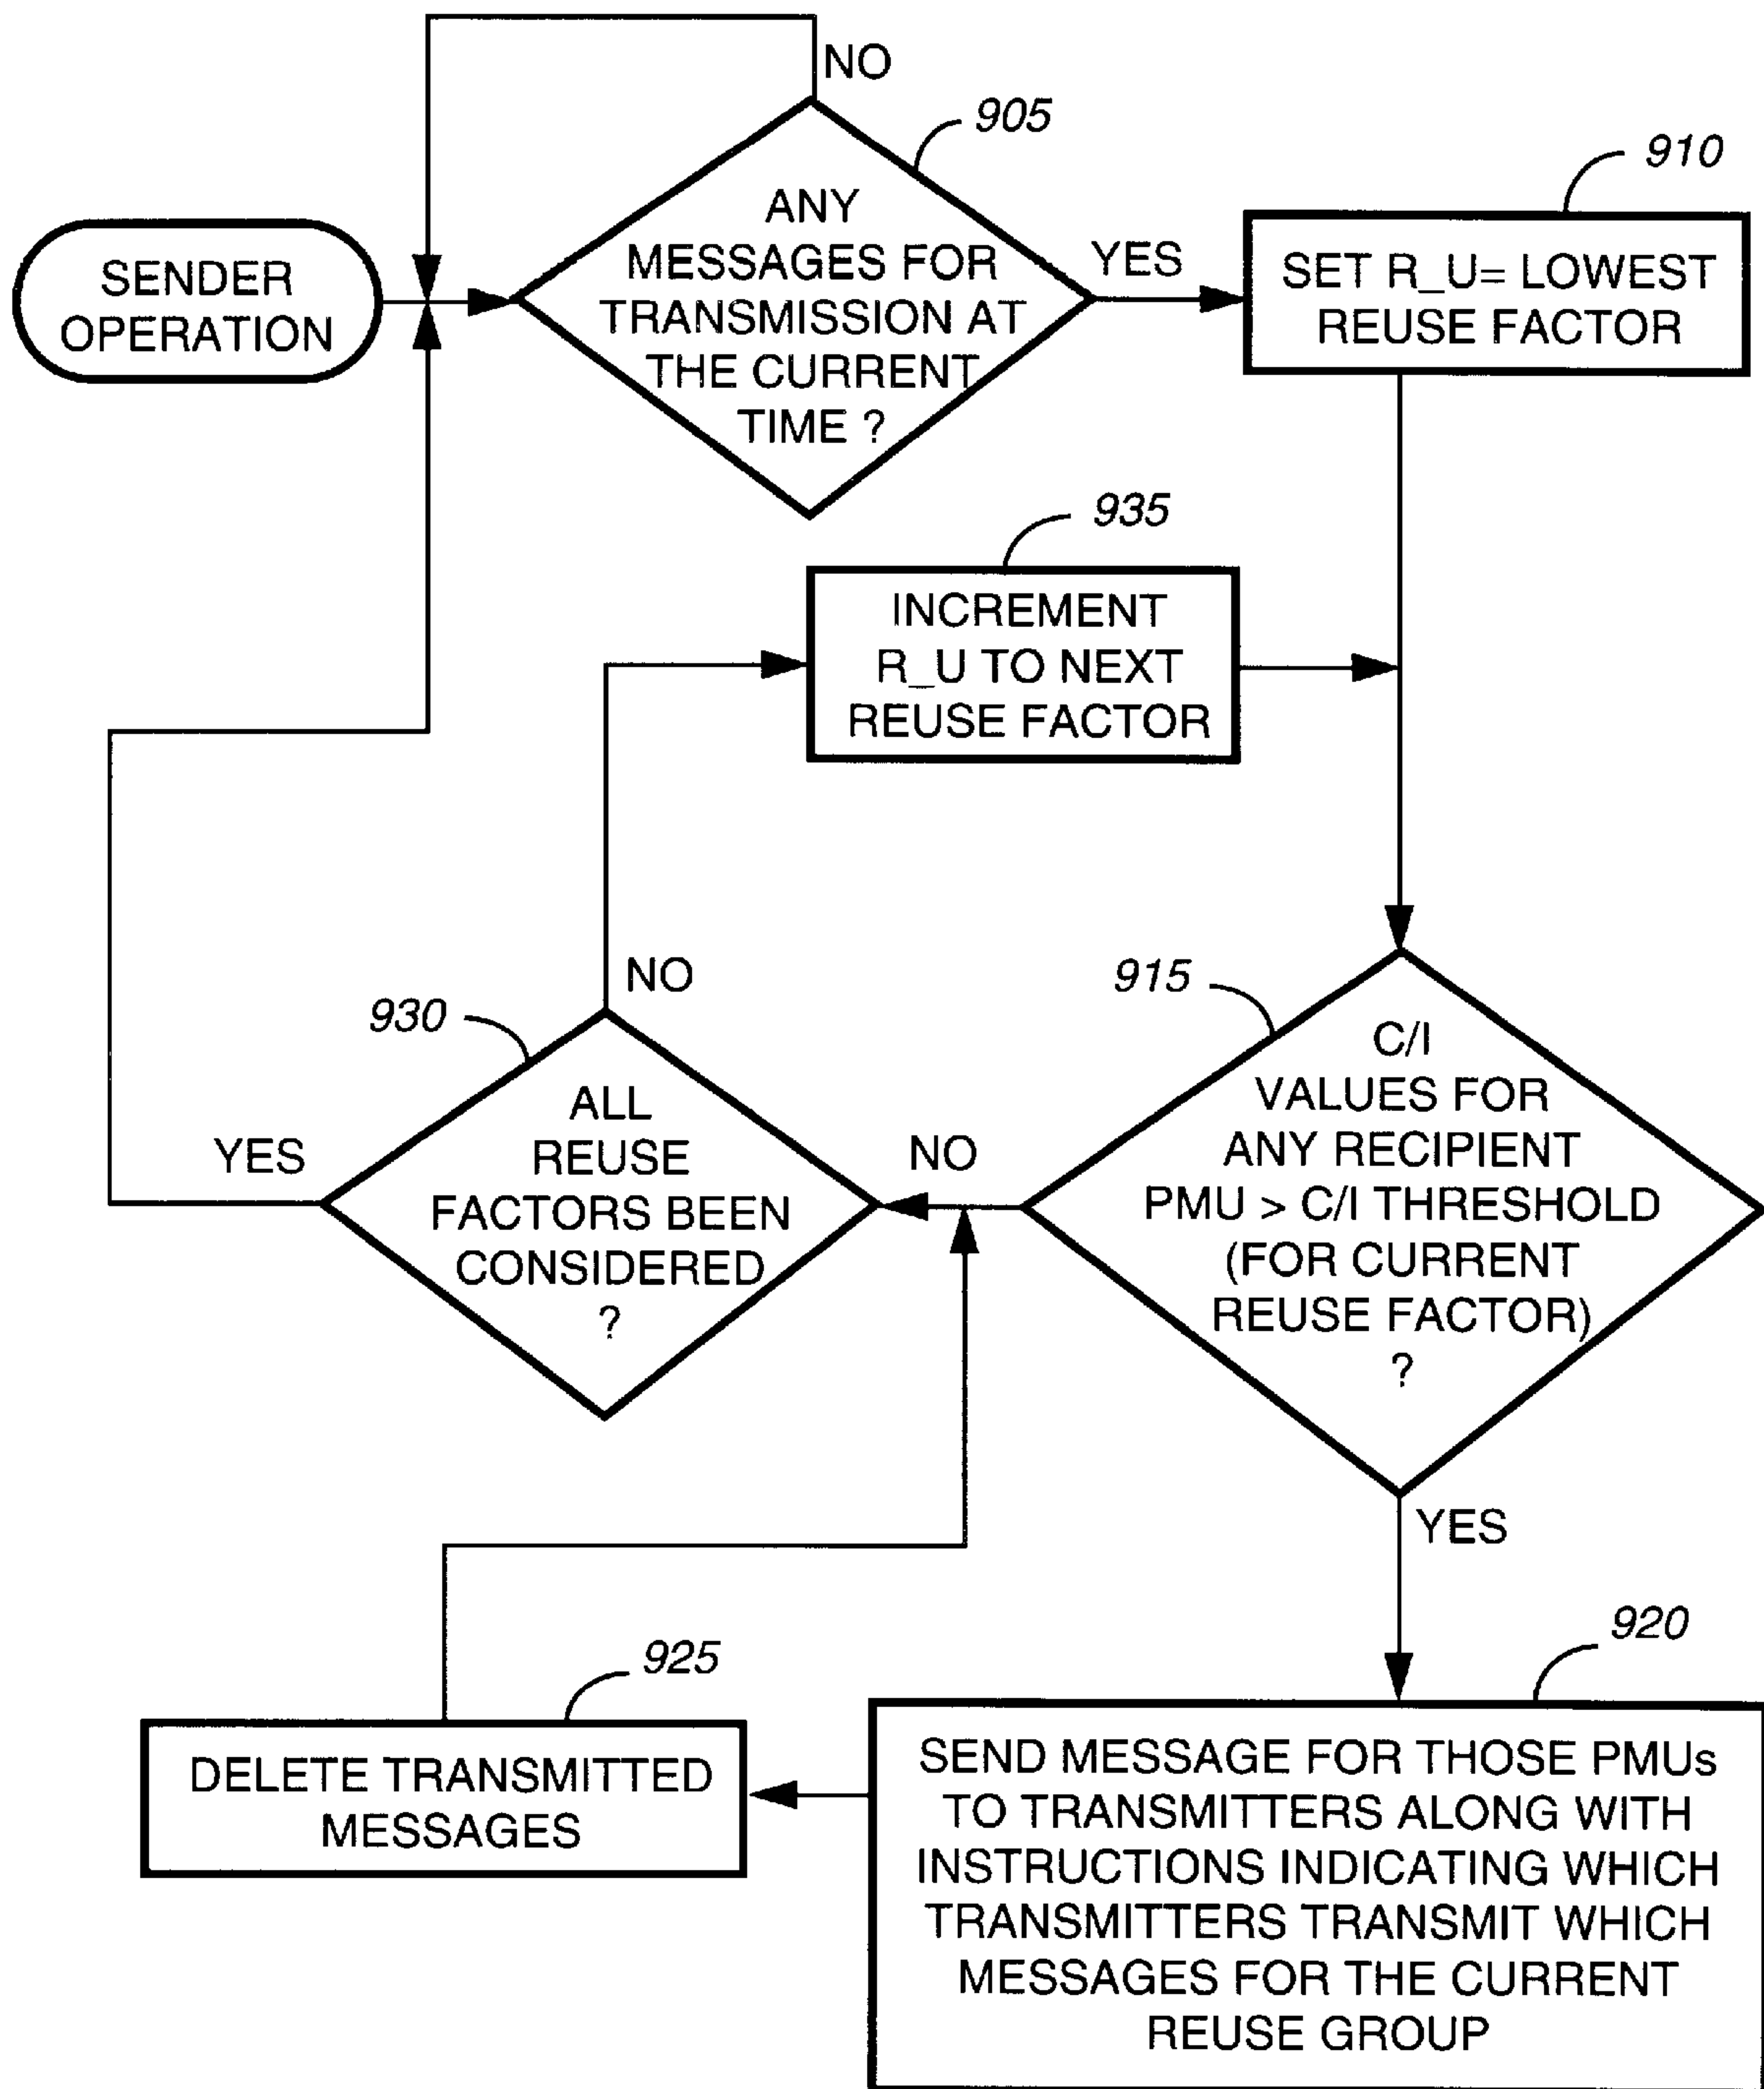 NO
905
910
SENDER
OPERATION
ANY
MESSAGES FOR
TRANSMISSION AT
THE CURRENT
TIME ?
YES
SET R_U= LOWEST
REUSE FACTOR
935
INCREMENT
R_U TO NEXT
REUSE FACTOR
NO
930
915
ALL
REUSE
FACTORS BEEN
CONSIDERED
?
YES
NO
C/I
VALUES FOR
ANY RECIPIENT
PMU > C/I THRESHOLD
(FOR CURRENT
REUSE FACTOR)
?
YES
920
925
DELETE TRANSMITTED
MESSAGES
SEND MESSAGE FOR THOSE PMUs
TO TRANSMITTERS ALONG WITH
INSTRUCTIONS INDICATING WHICH
TRANSMITTERS TRANSMIT WHICH
MESSAGES FOR THE CURRENT
REUSE GROUP